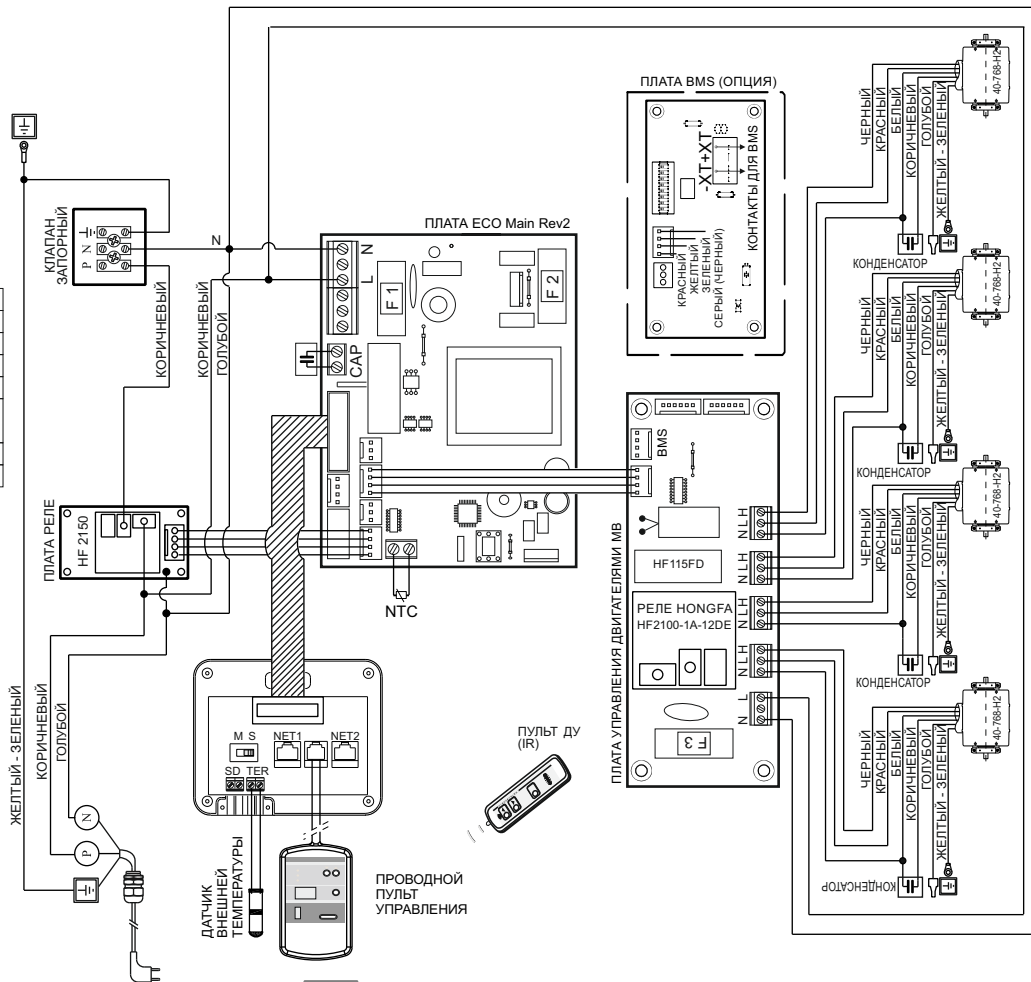 ПЛАТА BMS (ОПЦИЯ)
-XT+XT
КОНТАКТЫ ДЛЯ BMS
КРАСНЫЙ
ЖЕЛТЫЙ
ЗЕЛЕНЫЙ
СЕРЫЙ (ЧЕРНЫЙ)
КЛАПАН
ЗАПОРНЫЙ
P N
N
КОРИЧНЕВЫЙ
КОРИЧНЕВЫЙ
ГОЛУБОЙ
ПЛАТА ECO Main Rev2
N
L
F 1
F 2
CAP
NTC
ПЛАТА РЕЛЕ
HF 2150
ЖЕЛТЫЙ - ЗЕЛЕНЫЙ
КОРИЧНЕВЫЙ
ГОЛУБОЙ
N
P
M S
NET1
NET2
SD TER
ДАТЧИК
ВНЕШНЕЙ
ТЕМПЕРАТУРЫ
ПРОВОДНОЙ
ПУЛЬТ
УПРАВЛЕНИЯ
ПУЛЬТ ДУ
(IR)
ПЛАТА УПРАВЛЕНИЯ ДВИГАТЕЛЯМИ MB
BMS
HF115FD
РЕЛЕ HONGFA
HF2100-1A-12DE
F 3
N L H
N L H
N L H
N L H
N L
ЧЕРНЫЙ
КРАСНЫЙ
БЕЛЫЙ
КОРИЧНЕВЫЙ
ГОЛУБОЙ
ЖЕЛТЫЙ - ЗЕЛЕНЫЙ
40-768-H2
КОНДЕНСАТОР
ЧЕРНЫЙ
КРАСНЫЙ
БЕЛЫЙ
КОРИЧНЕВЫЙ
ГОЛУБОЙ
ЖЕЛТЫЙ - ЗЕЛЕНЫЙ
40-768-H2
КОНДЕНСАТОР
ЧЕРНЫЙ
КРАСНЫЙ
БЕЛЫЙ
КОРИЧНЕВЫЙ
ГОЛУБОЙ
ЖЕЛТЫЙ - ЗЕЛЕНЫЙ
40-768-H2
КОНДЕНСАТОР
ЧЕРНЫЙ
КРАСНЫЙ
БЕЛЫЙ
КОРИЧНЕВЫЙ
ГОЛУБОЙ
ЖЕЛТЫЙ - ЗЕЛЕНЫЙ
40-768-H2
КОНДЕНСАТОР